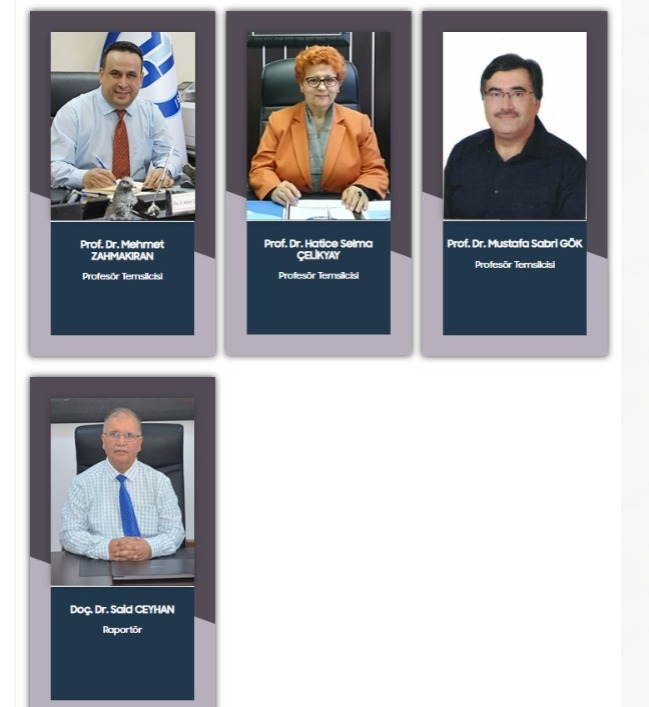 Prof. Dr. Mehmet
ZAHMAKIRAN
Profesör Temsilcisi
Prof. Dr. Hatice Selma
ÇELİKYAY
Profesör Temsilcisi
Prof. Dr. Mustafa Sabri GÖK
Profesör Temsilcisi
Doç. Dr. Said CEYHAN
Raportör